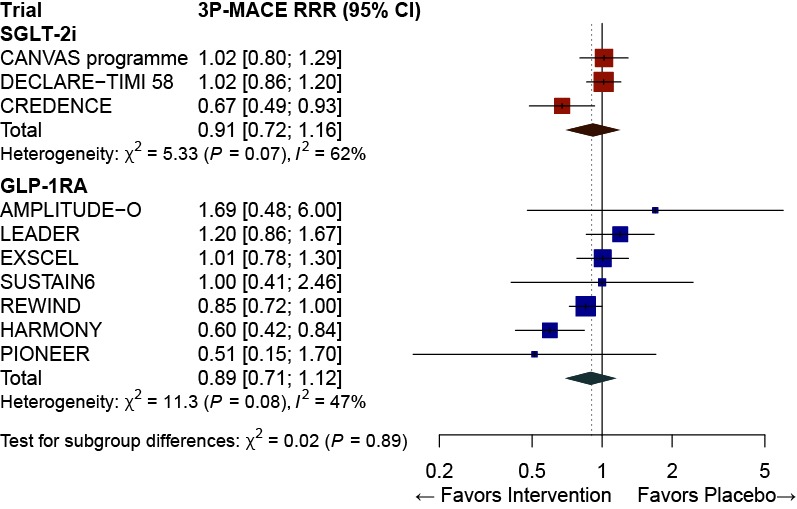 Trial 3P-MACE RRR (95% CI)
SGLT-2i
CANVAS programme 1.02 [0.80; 1.29]
DECLARE−TIMI 58 1.02 [0.86; 1.20]
CREDENCE 0.67 [0.49; 0.93]
Total 0.91 [0.72; 1.16]
Heterogeneity: χ² = 5.33 (P = 0.07), I² = 62%
GLP-1RA
AMPLITUDE−O 1.69 [0.48; 6.00]
LEADER 1.20 [0.86; 1.67]
EXSCEL 1.01 [0.78; 1.30]
SUSTAIN6 1.00 [0.41; 2.46]
REWIND 0.85 [0.72; 1.00]
HARMONY 0.60 [0.42; 0.84]
PIONEER 0.51 [0.15; 1.70]
Total 0.89 [0.71; 1.12]
Heterogeneity: χ² = 11.3 (P = 0.08), I² = 47%
Test for subgroup differences: χ² = 0.02 (P = 0.89)
0.2 0.5 1 2 5
← Favors Intervention Favors Placebo→